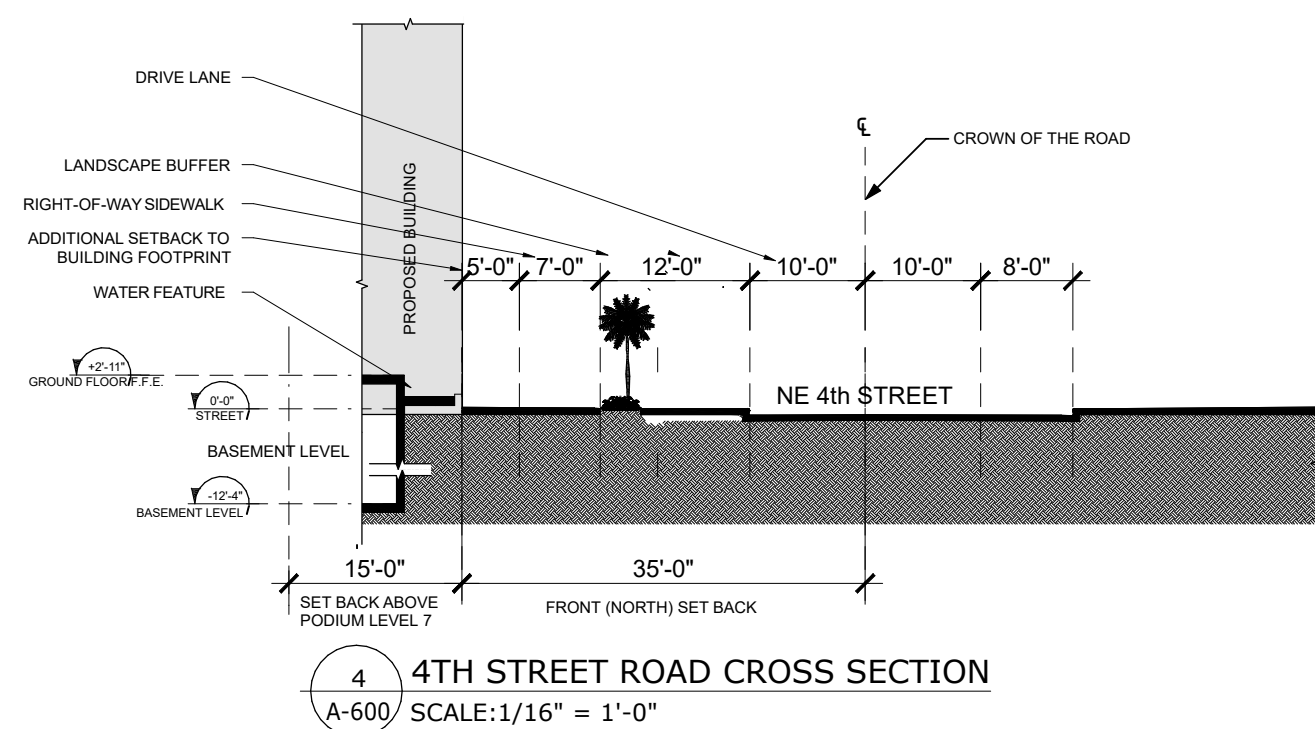 DRIVE LANE
LANDSCAPE BUFFER
RIGHT-OF-WAY SIDEWALK
ADDITIONAL SETBACK TO
BUILDING FOOTPRINT
WATER FEATURE
PROPOSED BUILDING
℄
CROWN OF THE ROAD
5'-0" 7'-0" 12'-0" 10'-0" 10'-0" 8'-0"
+2'-11"
GROUND FLOOR/F.F.E.
0'-0"
STREET
NE 4th STREET
BASEMENT LEVEL
-12'-4"
BASEMENT LEVEL
15'-0" 35'-0"
SET BACK ABOVE
PODIUM LEVEL 7
FRONT (NORTH) SET BACK
4
A-600
4TH STREET ROAD CROSS SECTION
SCALE:1/16" = 1'-0"